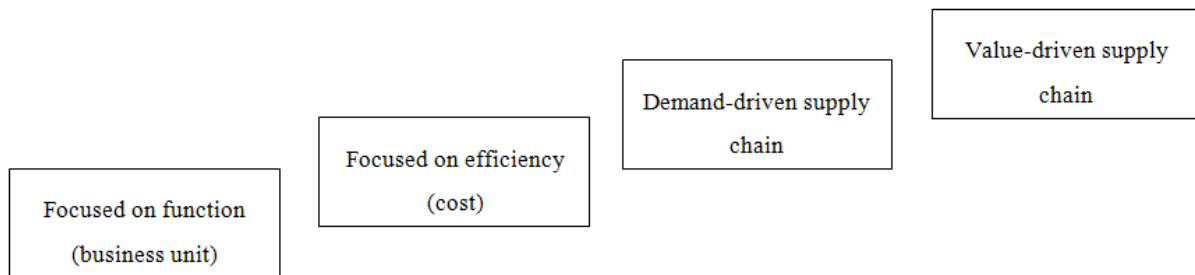 Focused on function
(business unit)
Focused on efficiency
(cost)
Demand-driven supply
chain
Value-driven supply
chain